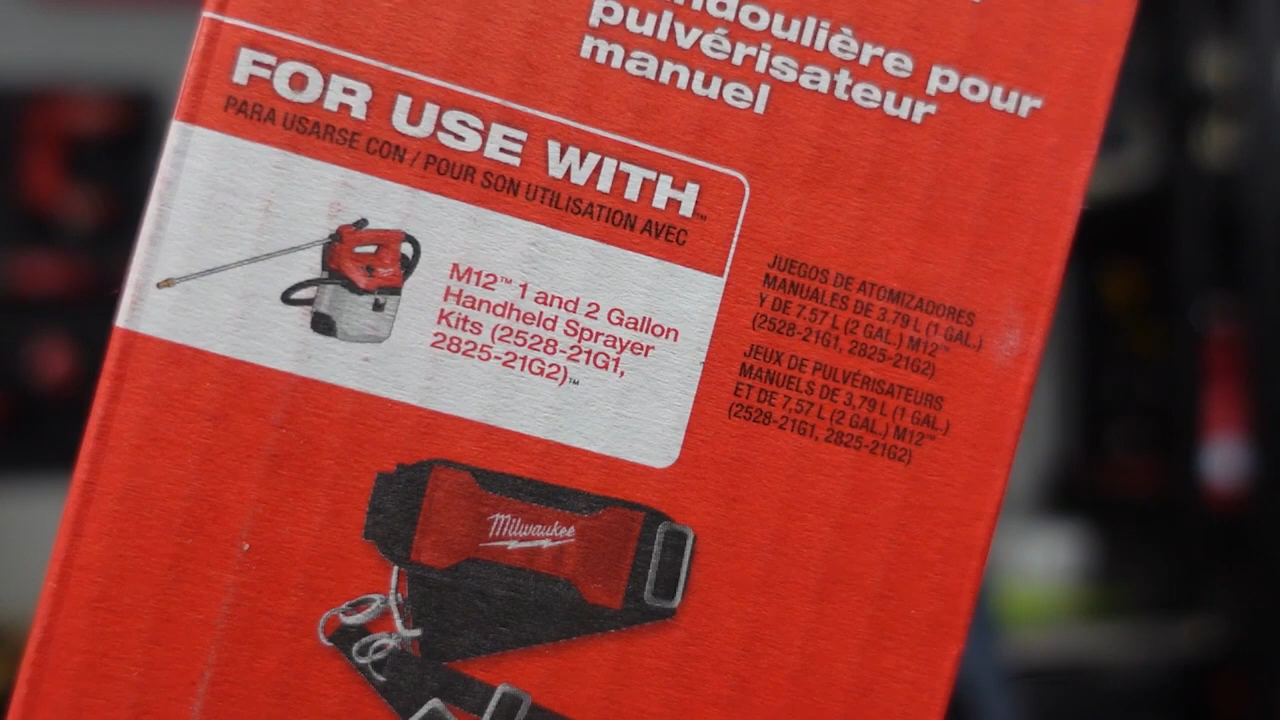 pour
pulvérisateur
manuel
FOR USE WITH™
PARA USARSE CON / POUR SON UTILISATION AVEC
M12™ 1 and 2 Gallon
Handheld Sprayer
Kits (2528-21G1,
2825-21G2)™
JUEGOS DE ATOMIZADORES
MANUALES DE 3.79 L (1 GAL.)
Y DE 7.57 L (2 GAL.) M12™
(2528-21G1, 2825-21G2)
JEUX DE PULVÉRISATEURS
MANUELS DE 3,79 L (1 GAL.)
ET DE 7,57 L (2 GAL.) M12™
(2528-21G1, 2825-21G2)
Milwaukee